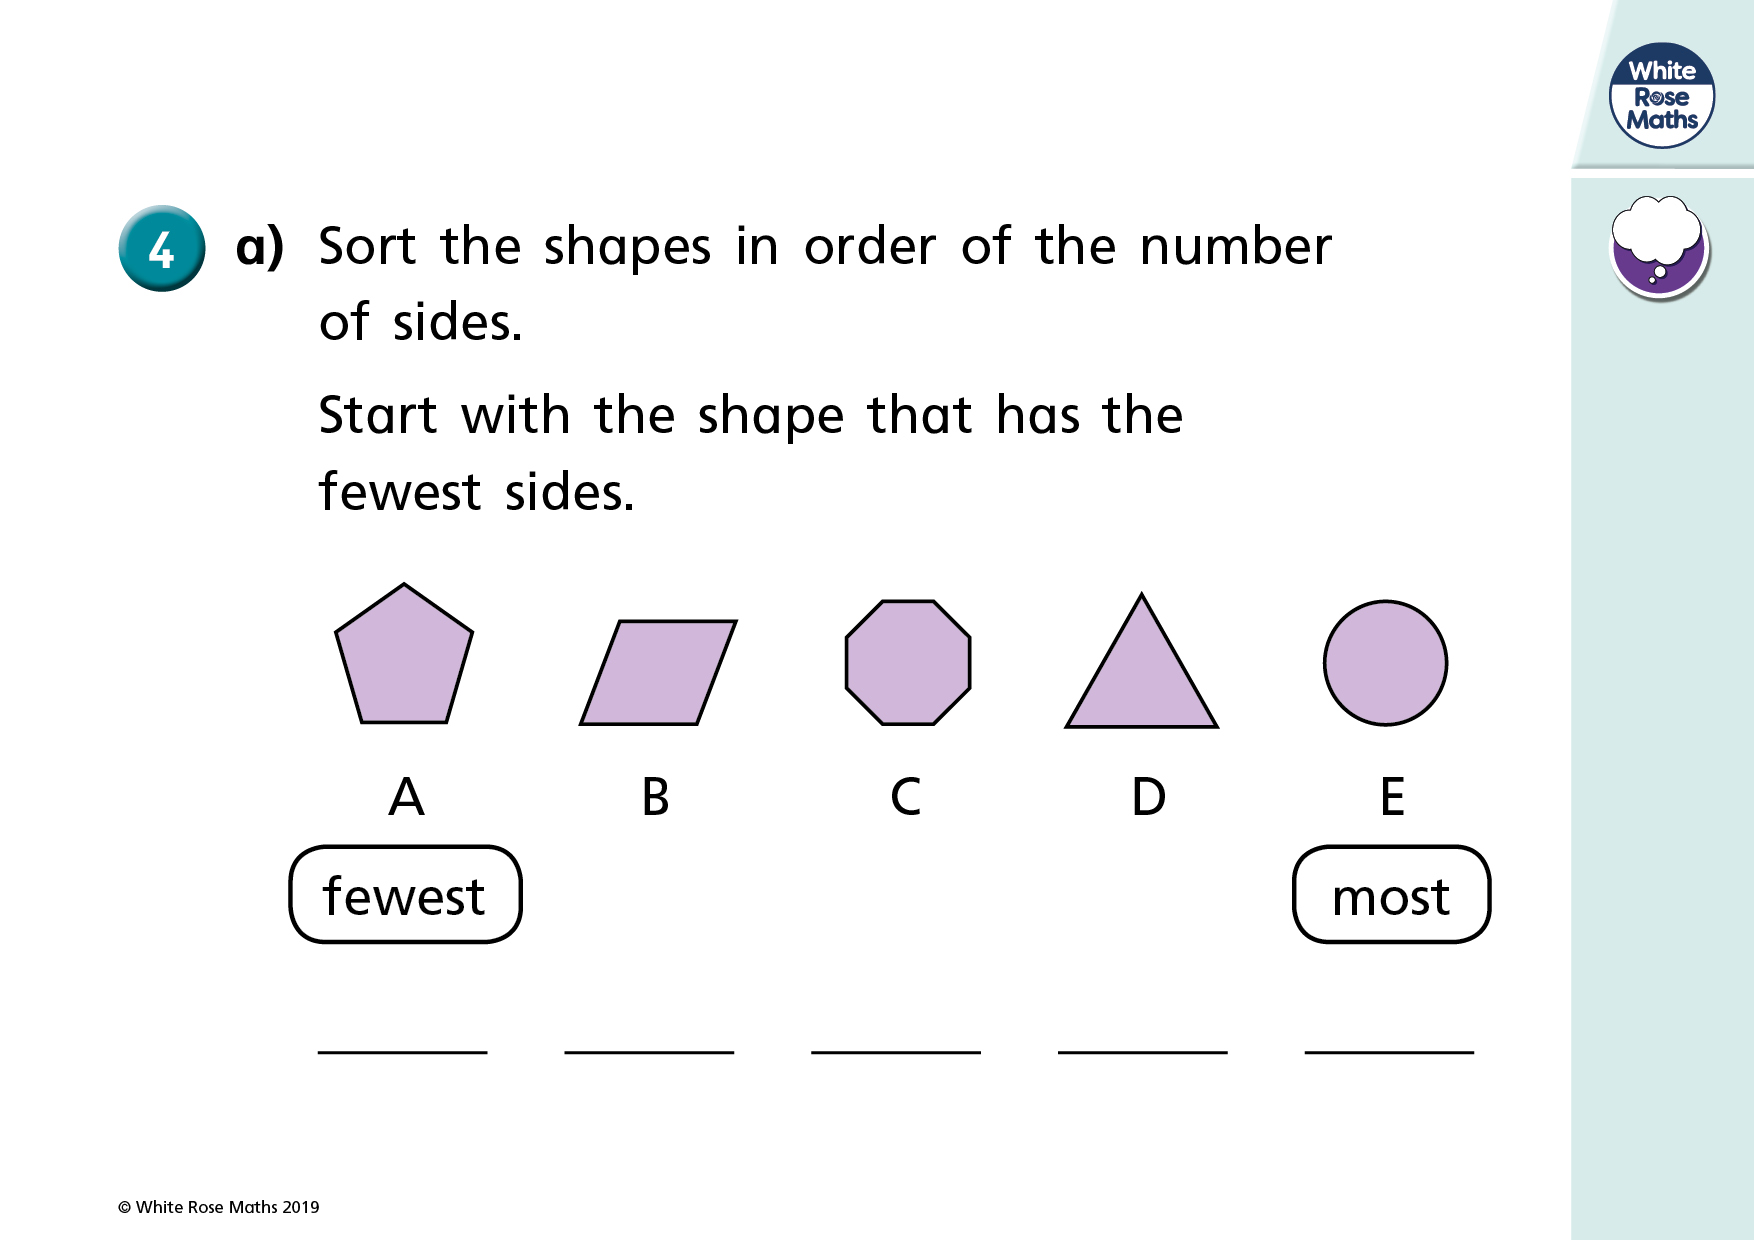 White
Rose
Maths
4 a) Sort the shapes in order of the number
of sides.
Start with the shape that has the
fewest sides.
A B C D E
fewest most
© White Rose Maths 2019